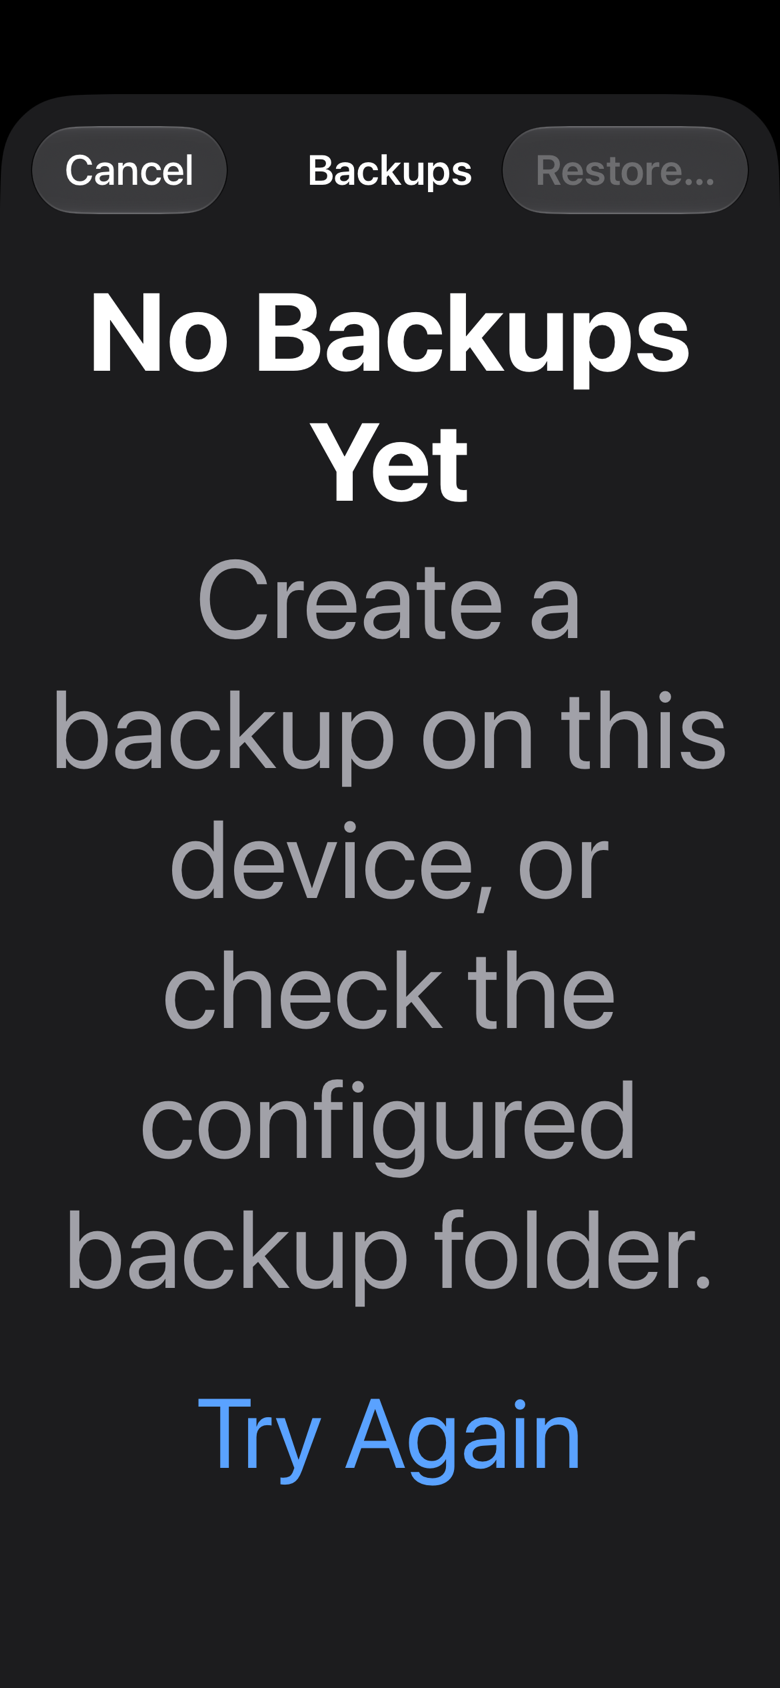 Cancel Backups Restore...
No Backups
Yet
Create a
backup on this
device, or
check the
configured
backup folder.
Try Again